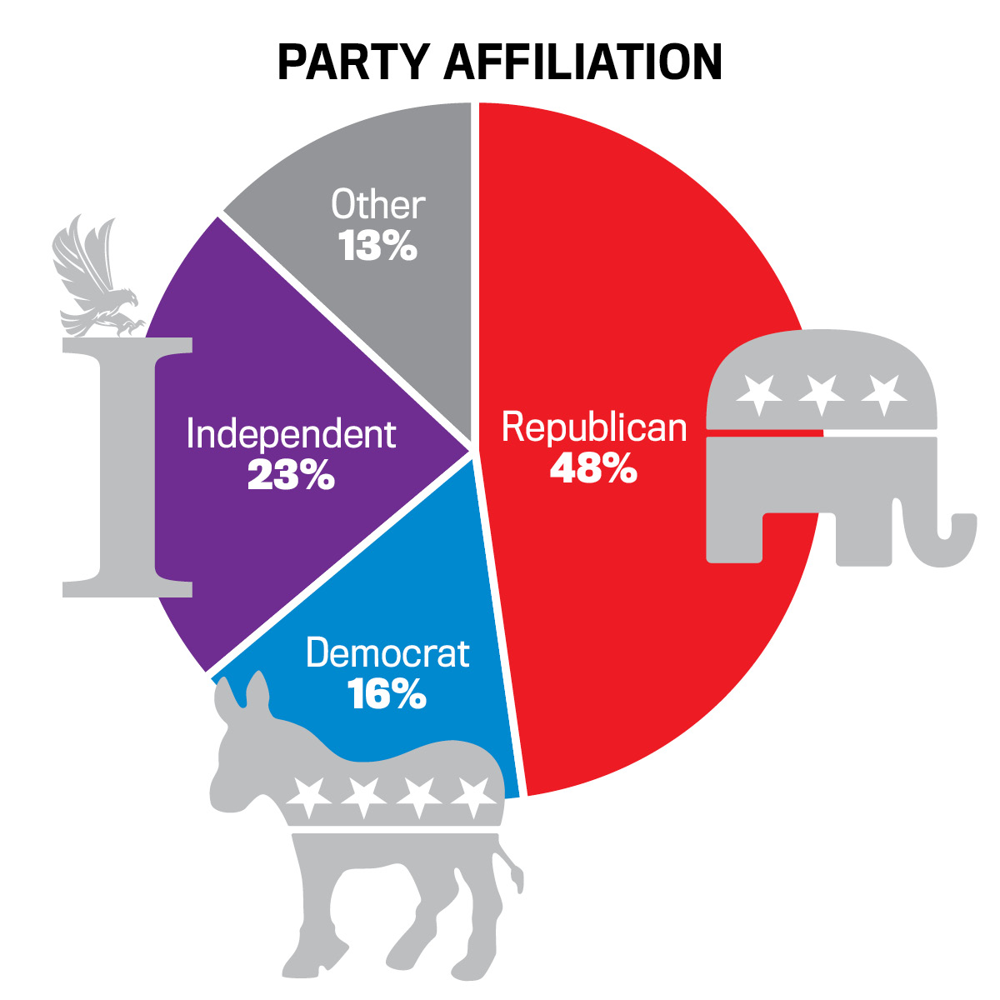 PARTY AFFILIATION
Other
13%
Republican
48%
Independent
23%
Democrat
16%
I